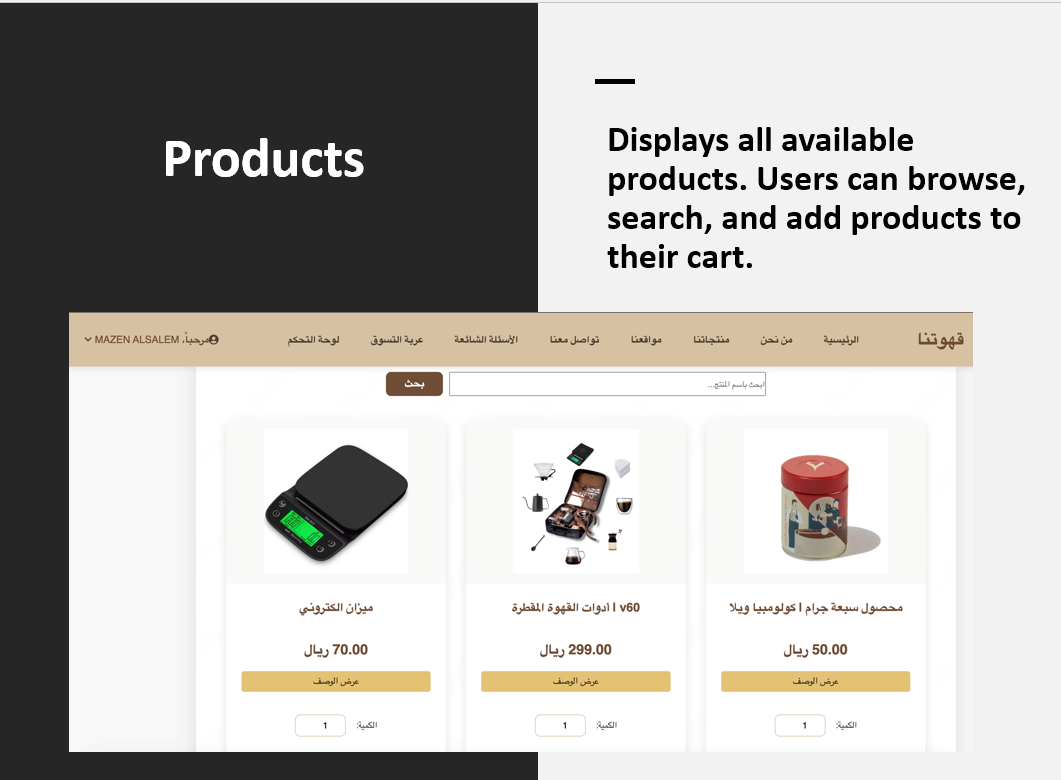 Products
Displays all available
products. Users can browse,
search, and add products to
their cart.
قهوتنا
الرئيسية
من نحن
منتجاتنا
مواقعنا
تواصل معنا
الأسئلة الشائعة
عربة التسوق
لوحة التحكم
مرحباً، MAZEN ALSALEM
ابحث باسم المنتج...
بحث
محصول سبعة جرام | كولومبيا ويلا
50.00 ريال
عرض الوصف
الكمية:
1
v60 | أدوات القهوة المقطرة
299.00 ريال
عرض الوصف
الكمية:
1
ميزان الكتروني
70.00 ريال
عرض الوصف
الكمية:
1